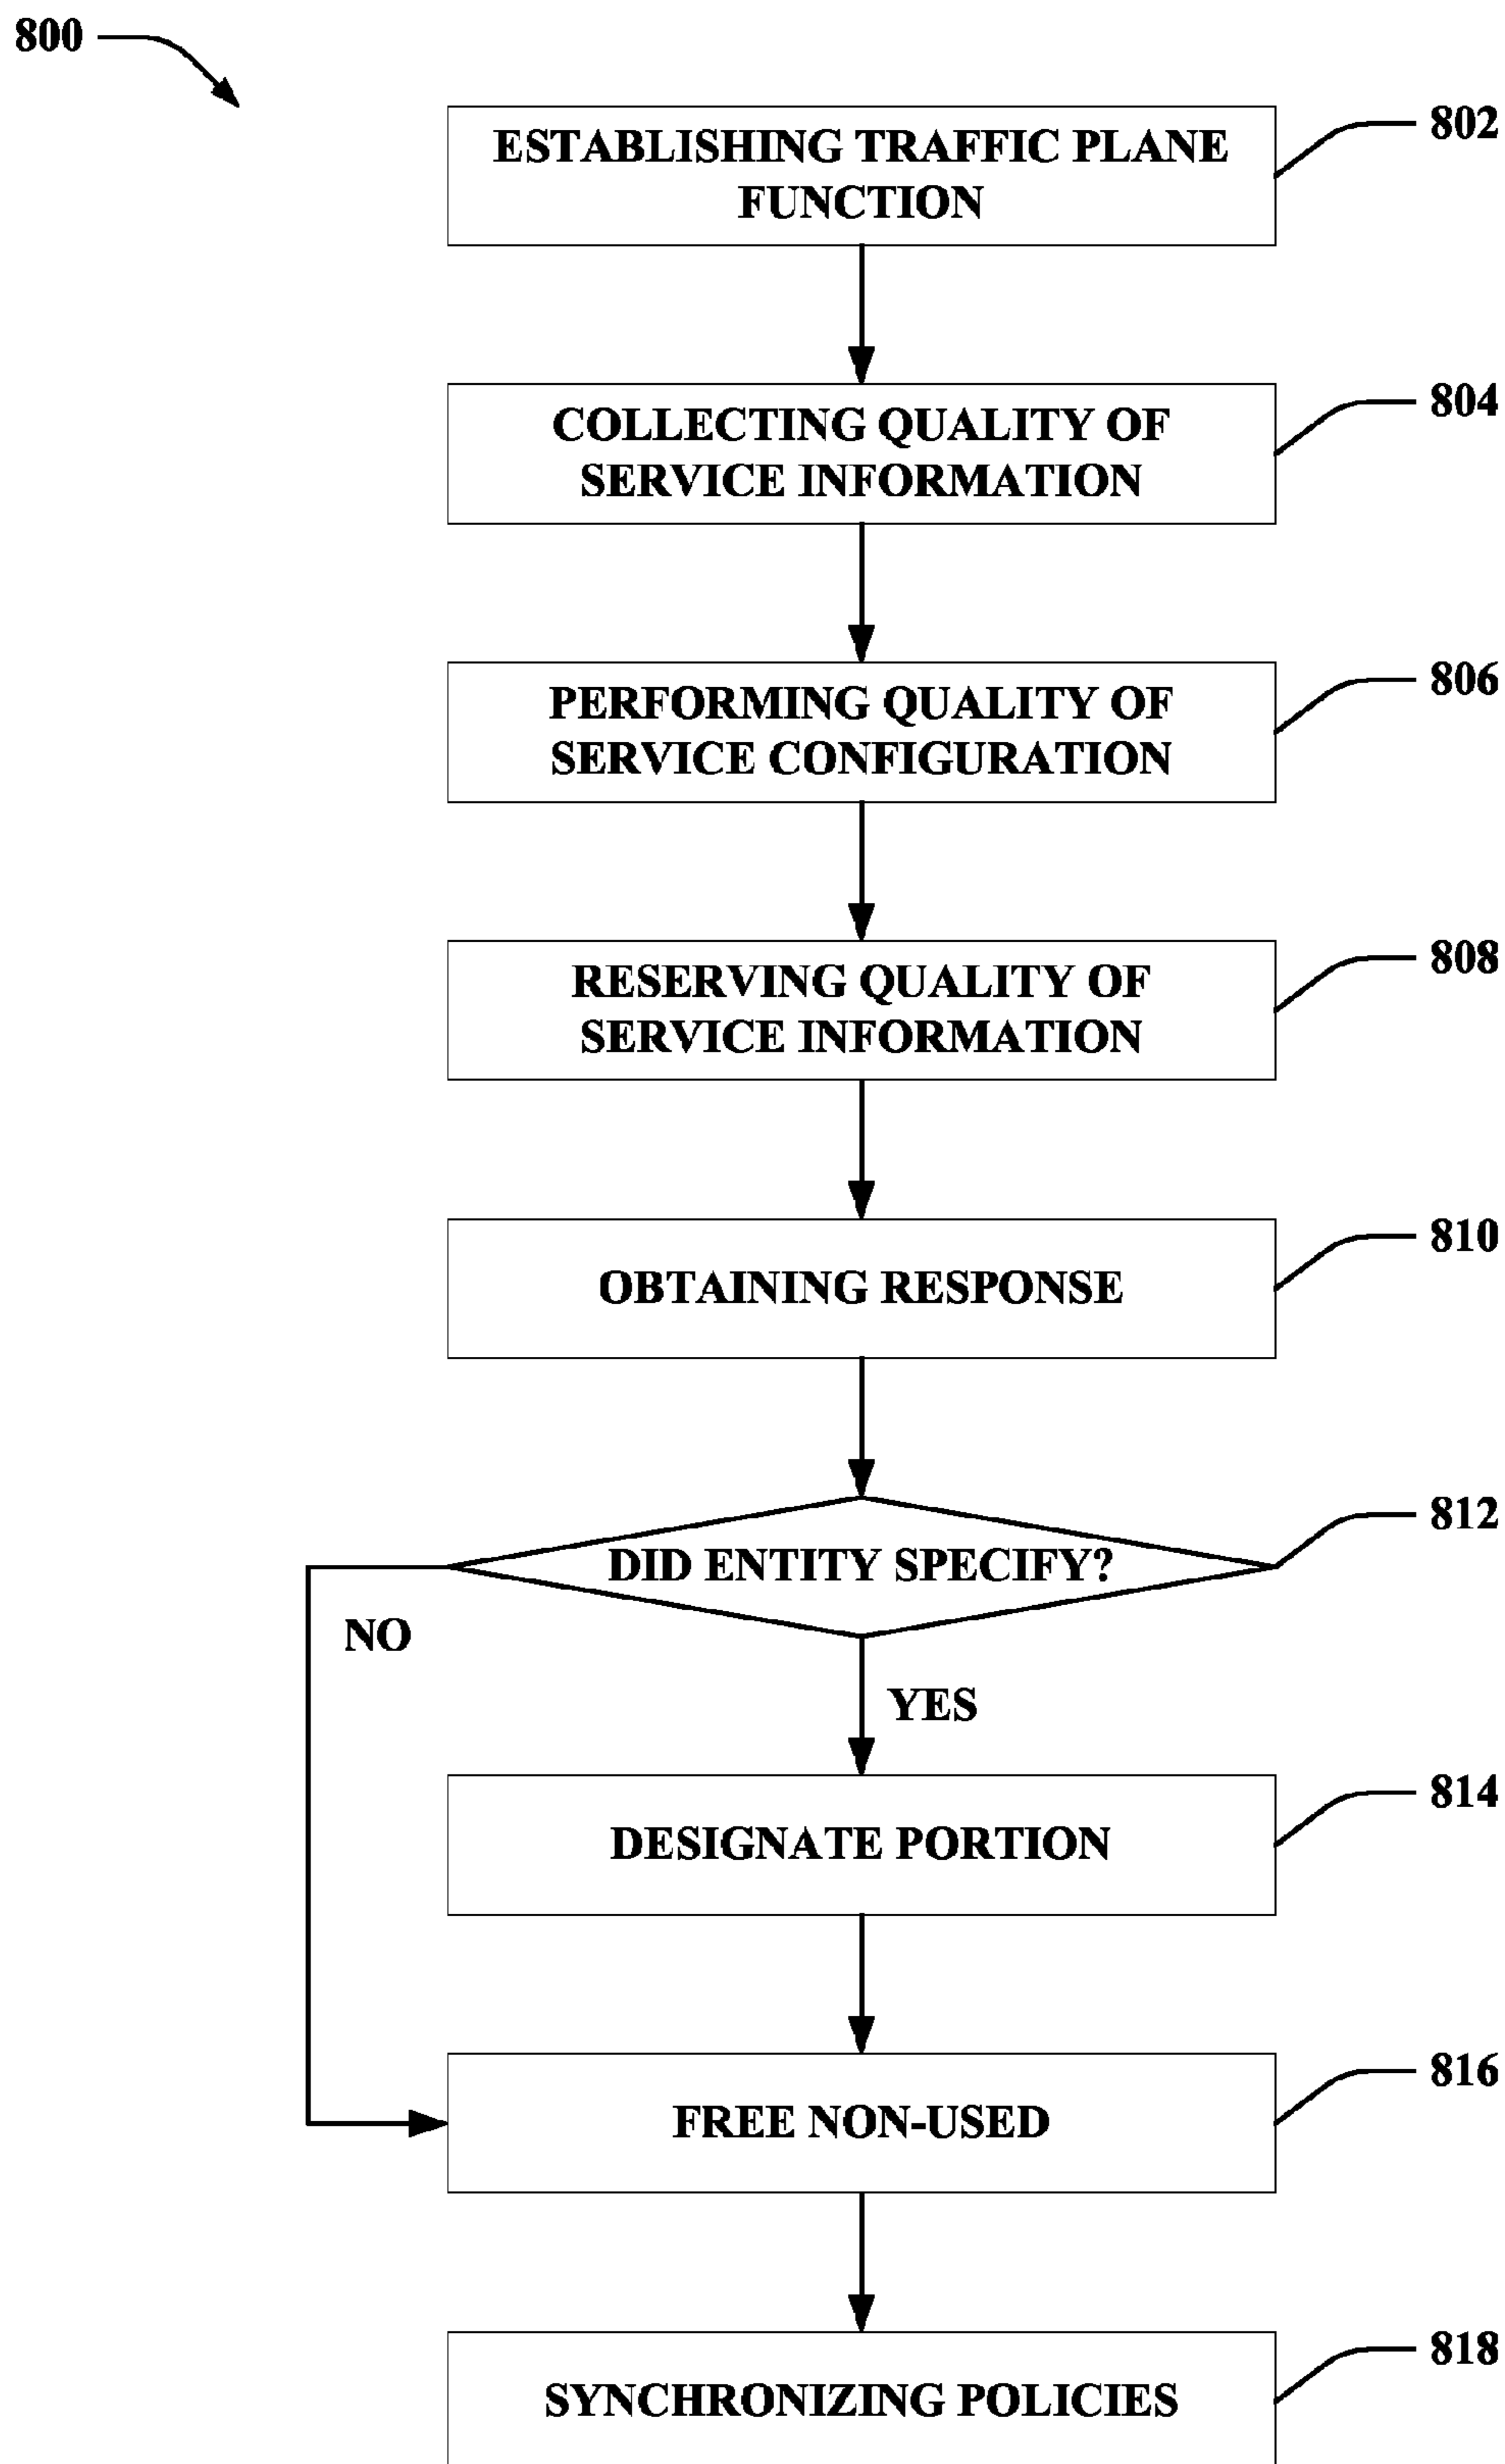 800
802
ESTABLISHING TRAFFIC PLANE
FUNCTION
804
COLLECTING QUALITY OF
SERVICE INFORMATION
806
PERFORMING QUALITY OF
SERVICE CONFIGURATION
808
RESERVING QUALITY OF
SERVICE INFORMATION
810
OBTAINING RESPONSE
812
DID ENTITY SPECIFY?
NO
YES
814
DESIGNATE PORTION
816
FREE NON-USED
818
SYNCHRONIZING POLICIES